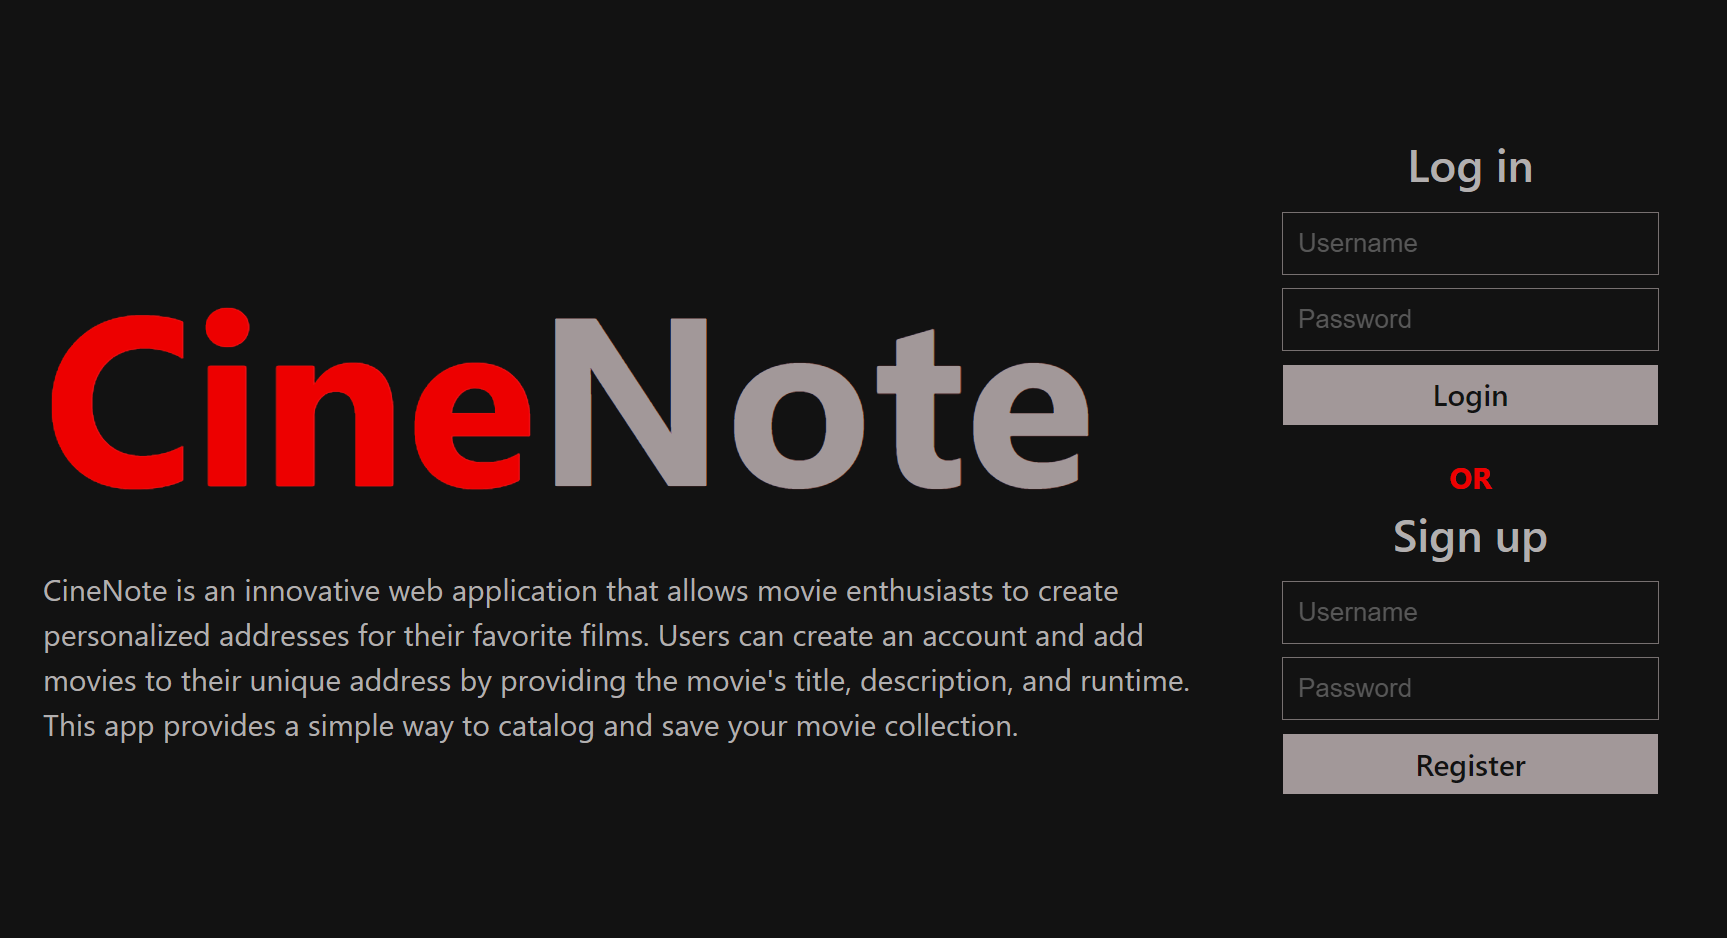 CineNote
CineNote is an innovative web application that allows movie enthusiasts to create
personalized addresses for their favorite films. Users can create an account and add
movies to their unique address by providing the movie's title, description, and runtime.
This app provides a simple way to catalog and save your movie collection.
Log in
Username
Password
Login
OR
Sign up
Username
Password
Register